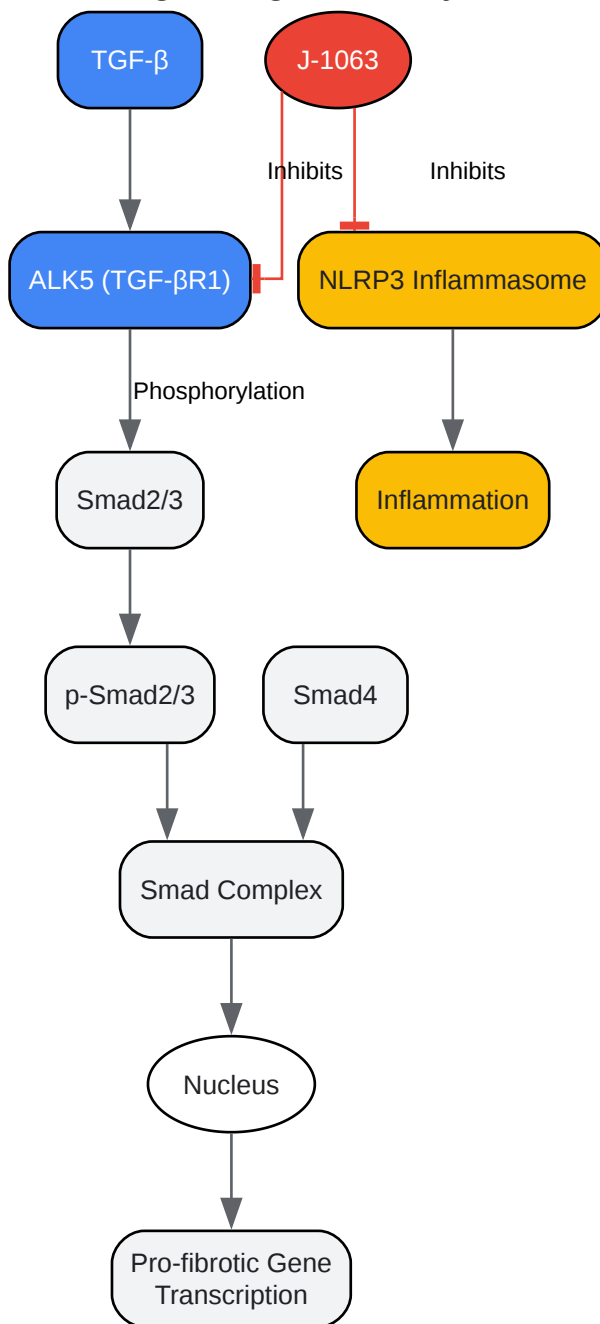 TGF-β
J-1063
Inhibits
Inhibits
ALK5 (TGF-βR1)
NLRP3 Inflammasome
Phosphorylation
Smad2/3
Inflammation
p-Smad2/3
Smad4
Smad Complex
Nucleus
Pro-fibrotic Gene
Transcription